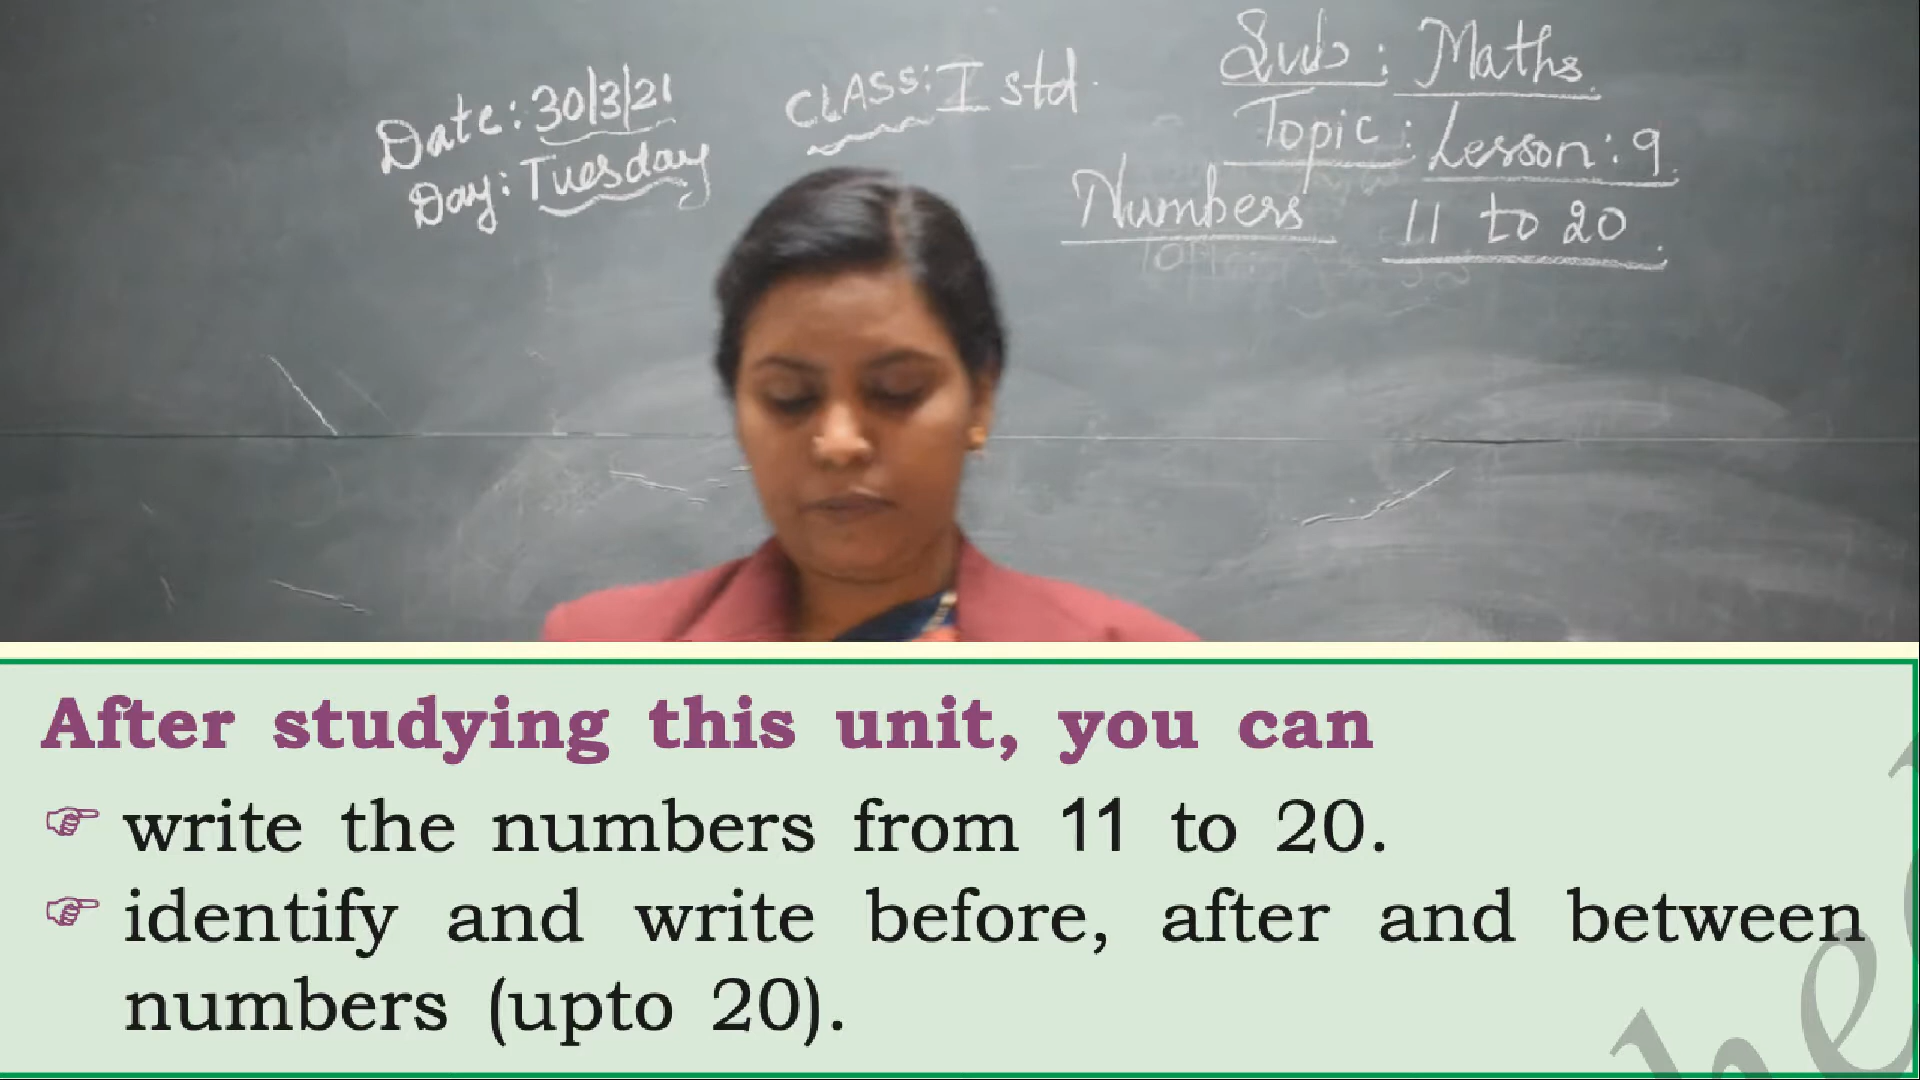 Date: 30/3/21
Day: Tuesday
CLASS: I std.
Sub: Maths.
Topic: Lesson: 9.
Numbers 11 to 20.
After studying this unit, you can
☞ write the numbers from 11 to 20.
☞ identify and write before, after and between
numbers (upto 20).